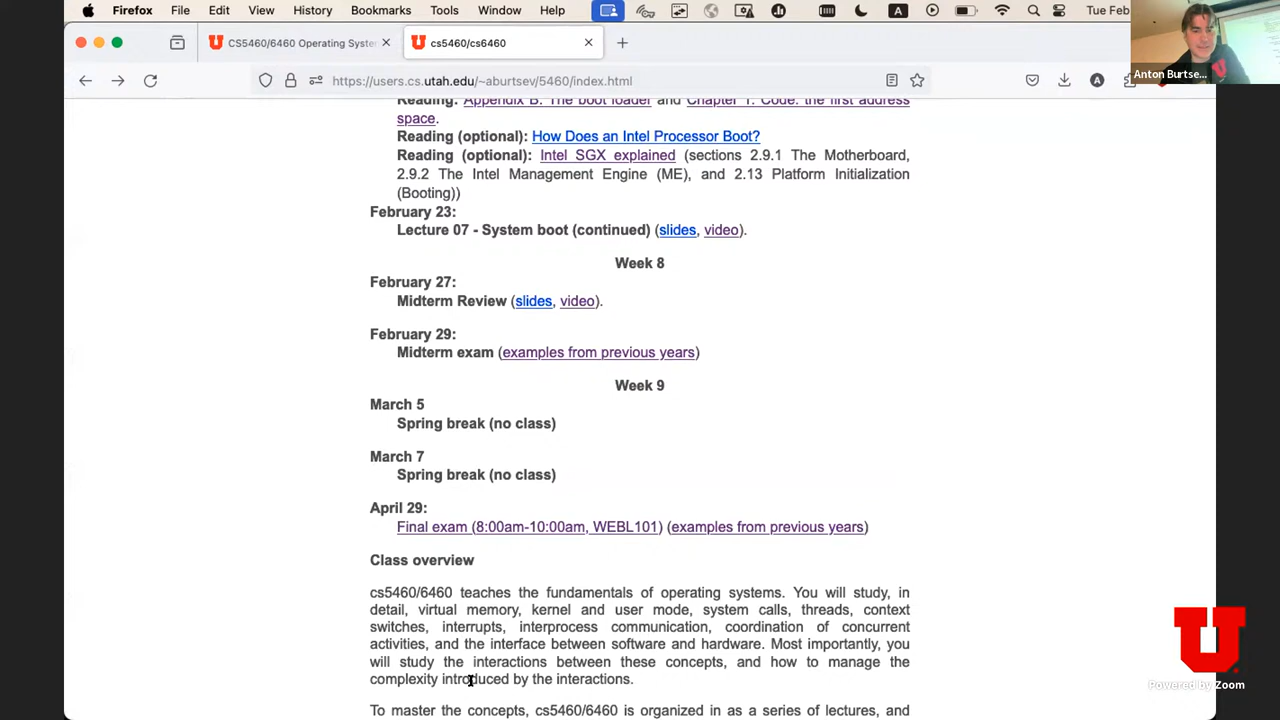 Firefox File Edit View History Bookmarks Tools Window Help A Tue Feb
CS5460/6460 Operating Syste
cs5460/cs6460
https://users.cs.utah.edu/~aburtsev/5460/index.html
A
Anton Burtse...
Reading: Appendix B: The boot loader and Chapter 1: Code: the first address
space.
Reading (optional): How Does an Intel Processor Boot?
Reading (optional): Intel SGX explained (sections 2.9.1 The Motherboard,
2.9.2 The Intel Management Engine (ME), and 2.13 Platform Initialization
(Booting))
February 23:
Lecture 07 - System boot (continued) (slides, video).
Week 8
February 27:
Midterm Review (slides, video).
February 29:
Midterm exam (examples from previous years)
Week 9
March 5
Spring break (no class)
March 7
Spring break (no class)
April 29:
Final exam (8:00am-10:00am, WEBL101) (examples from previous years)
Class overview
cs5460/6460 teaches the fundamentals of operating systems. You will study, in
detail, virtual memory, kernel and user mode, system calls, threads, context
switches, interrupts, interprocess communication, coordination of concurrent
activities, and the interface between software and hardware. Most importantly, you
will study the interactions between these concepts, and how to manage the
complexity introduced by the interactions.
To master the concepts, cs5460/6460 is organized in as a series of lectures, and
U
Powered by Zoom